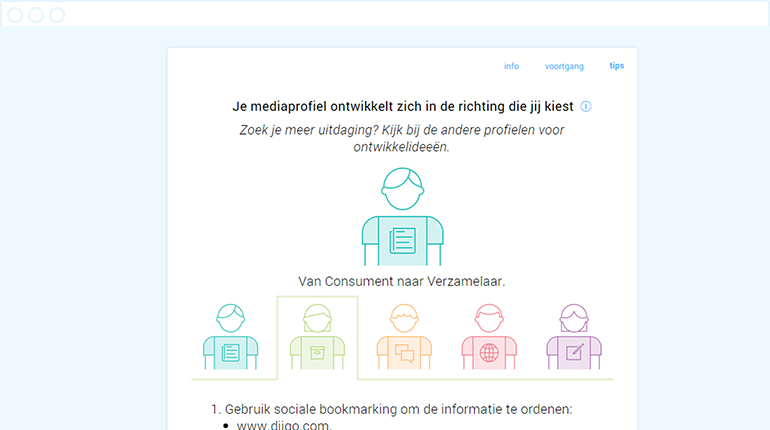 info voortgang tips
Je mediaprofiel ontwikkelt zich in de richting die jij kiest
Zoek je meer uitdaging? Kijk bij de andere profielen voor
ontwikkelideeën.
Van Consument naar Verzamelaar.
1. Gebruik sociale bookmarking om de informatie te ordenen:
• www.diigo.com,